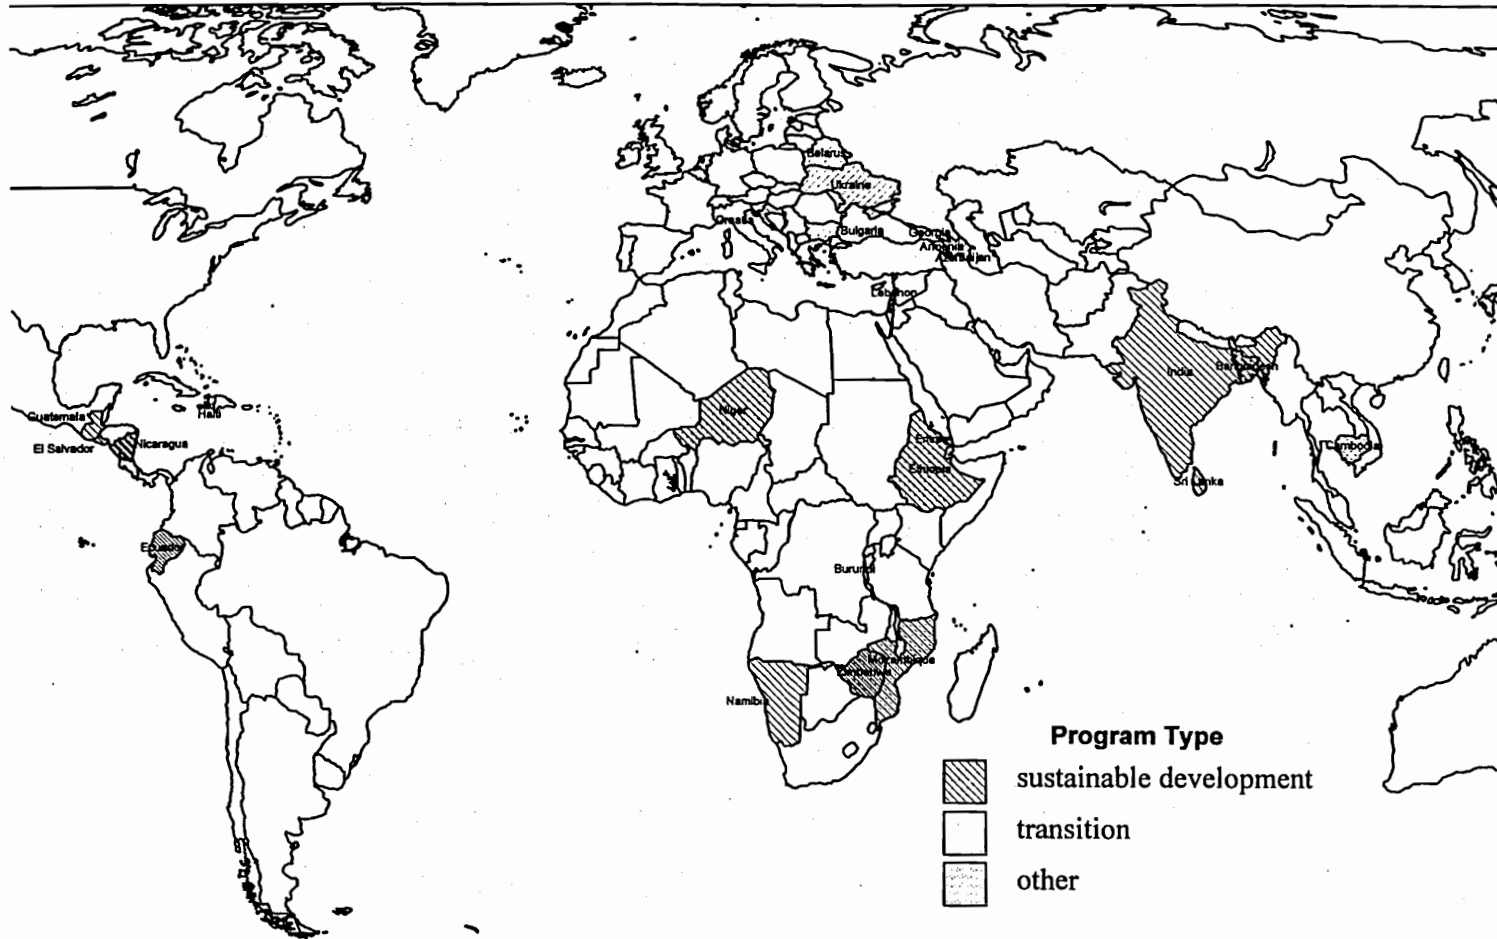 Belarus
Ukraine
Croatia
Bulgaria
Georgia
Armenia
Azerbaijan
Lebanon
Guatemala
Haiti
El Salvador
Nicaragua
Niger
Eritrea
Ethiopia
India
Bangladesh
Cambodia
Sri Lanka
Ecuador
Burundi
Mozambique
Zimbabwe
Namibia
Program Type
sustainable development
transition
other